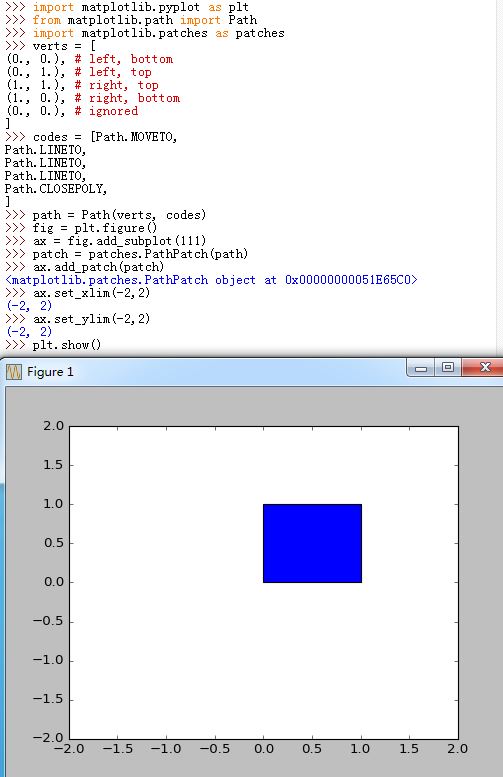 >>> import matplotlib.pyplot as plt
>>> from matplotlib.path import Path
>>> import matplotlib.patches as patches
>>> verts = [
(0., 0.), # left, bottom
(0., 1.), # left, top
(1., 1.), # right, top
(1., 0.), # right, bottom
(0., 0.), # ignored
]
>>> codes = [Path.MOVETO,
Path.LINETO,
Path.LINETO,
Path.LINETO,
Path.CLOSEPOLY,
]
>>> path = Path(verts, codes)
>>> fig = plt.figure()
>>> ax = fig.add_subplot(111)
>>> patch = patches.PathPatch(path)
>>> ax.add_patch(patch)
<matplotlib.patches.PathPatch object at 0x00000000051E65C0>
>>> ax.set_xlim(-2,2)
(-2, 2)
>>> ax.set_ylim(-2,2)
(-2, 2)
>>> plt.show()
Figure 1
2.0
1.5
1.0
0.5
0.0
−0.5
−1.0
−1.5
−2.0
−2.0 −1.5 −1.0 −0.5 0.0 0.5 1.0 1.5 2.0